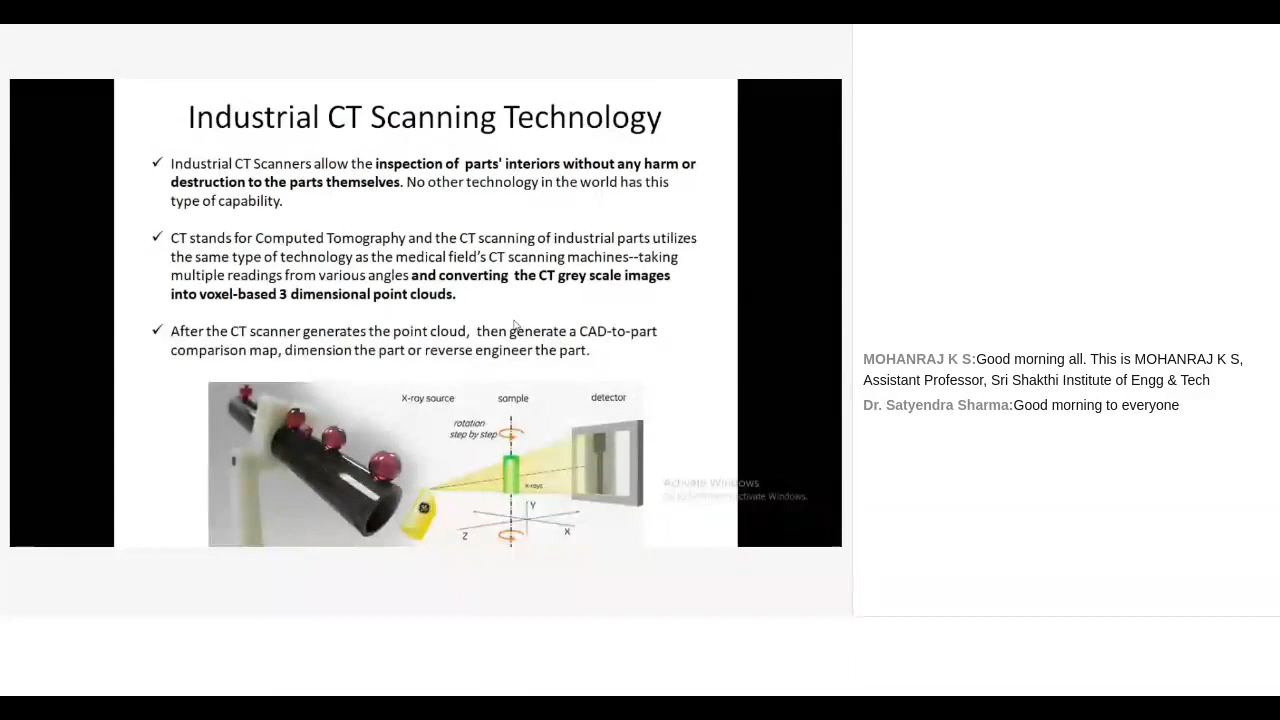 Industrial CT Scanning Technology
✓ Industrial CT Scanners allow the inspection of parts' interiors without any harm or
destruction to the parts themselves. No other technology in the world has this
type of capability.
✓ CT stands for Computed Tomography and the CT scanning of industrial parts utilizes
the same type of technology as the medical field's CT scanning machines--taking
multiple readings from various angles and converting the CT grey scale images
into voxel-based 3 dimensional point clouds.
✓ After the CT scanner generates the point cloud, then generate a CAD-to-part
comparison map, dimension the part or reverse engineer the part.
X-ray source
sample
detector
rotation
step by step
x-rays
Y
Z
X
Activate Windows
Activate Windows.
MOHANRAJ K S:Good morning all. This is MOHANRAJ K S,
Assistant Professor, Sri Shakthi Institute of Engg & Tech
Dr. Satyendra Sharma:Good morning to everyone